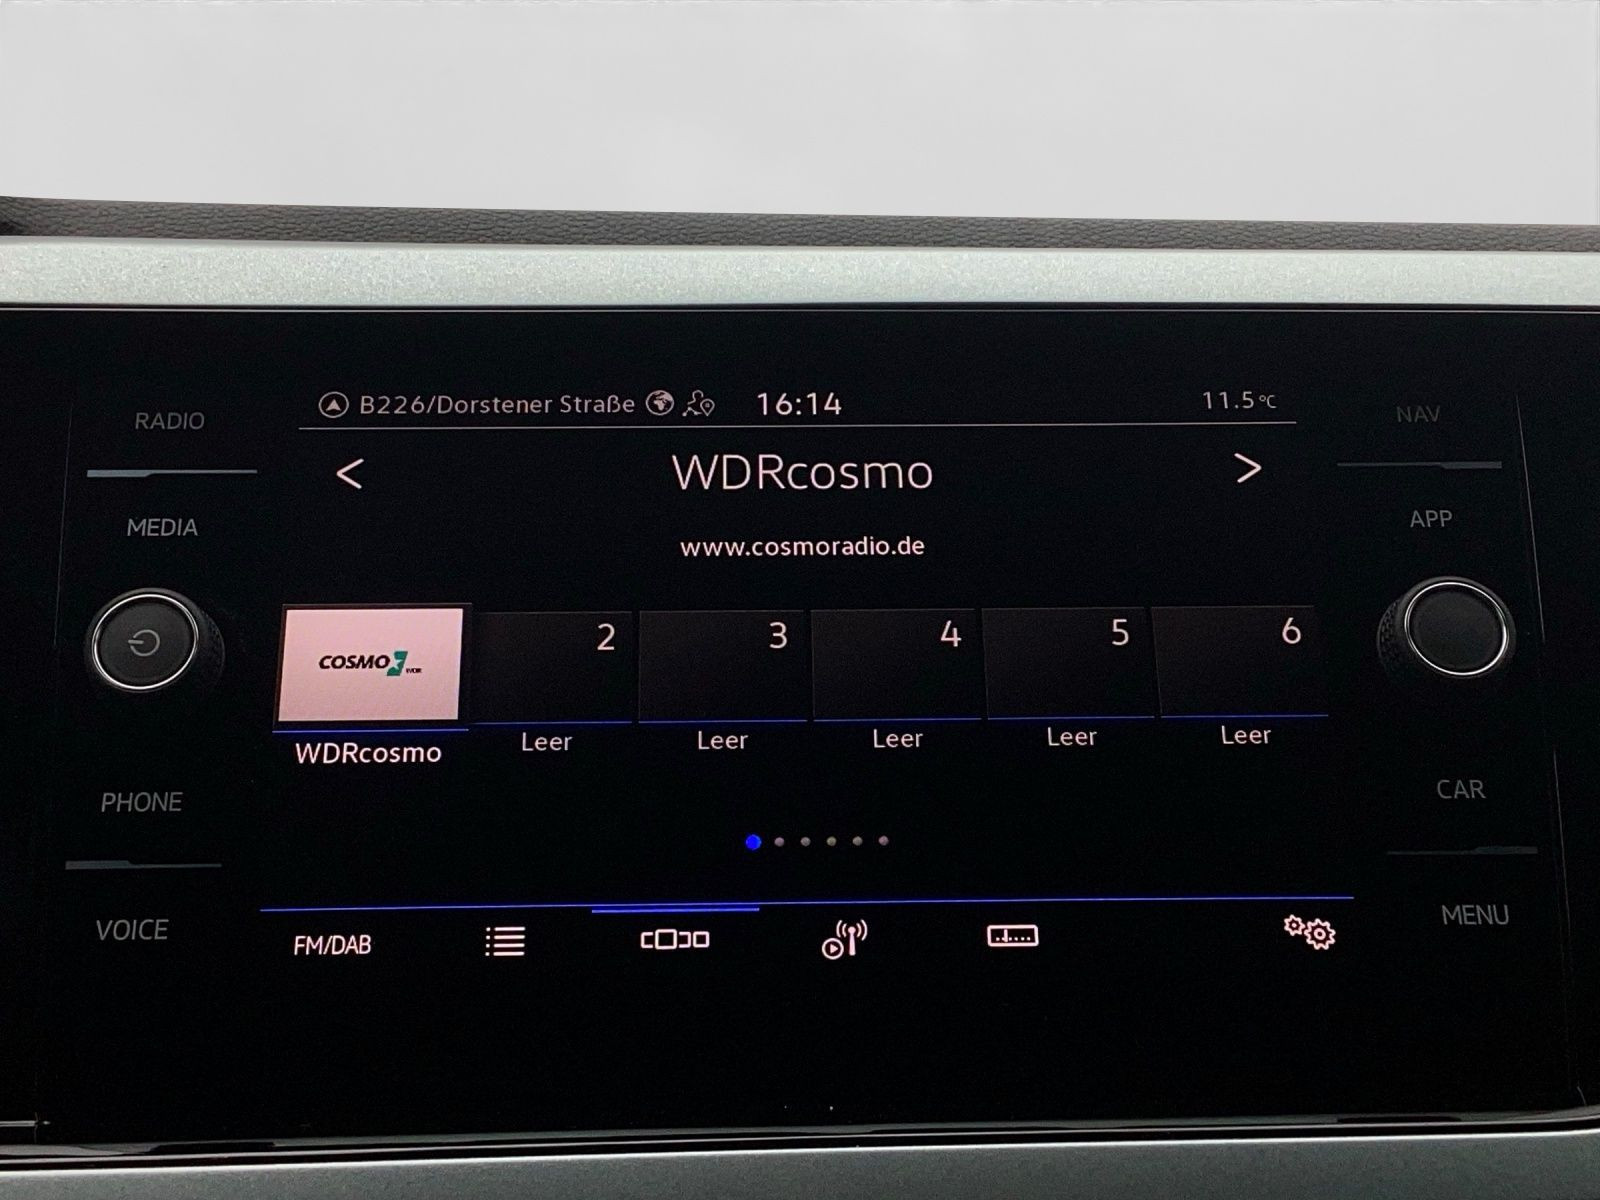 B226/Dorstener Straße 16:14 11.5°C
RADIO
NAV
< WDRcosmo >
MEDIA
APP
www.cosmoradio.de
COSMO WDR
2 3 4 5 6
WDRcosmo Leer Leer Leer Leer Leer
PHONE
CAR
VOICE
MENU
FM/DAB